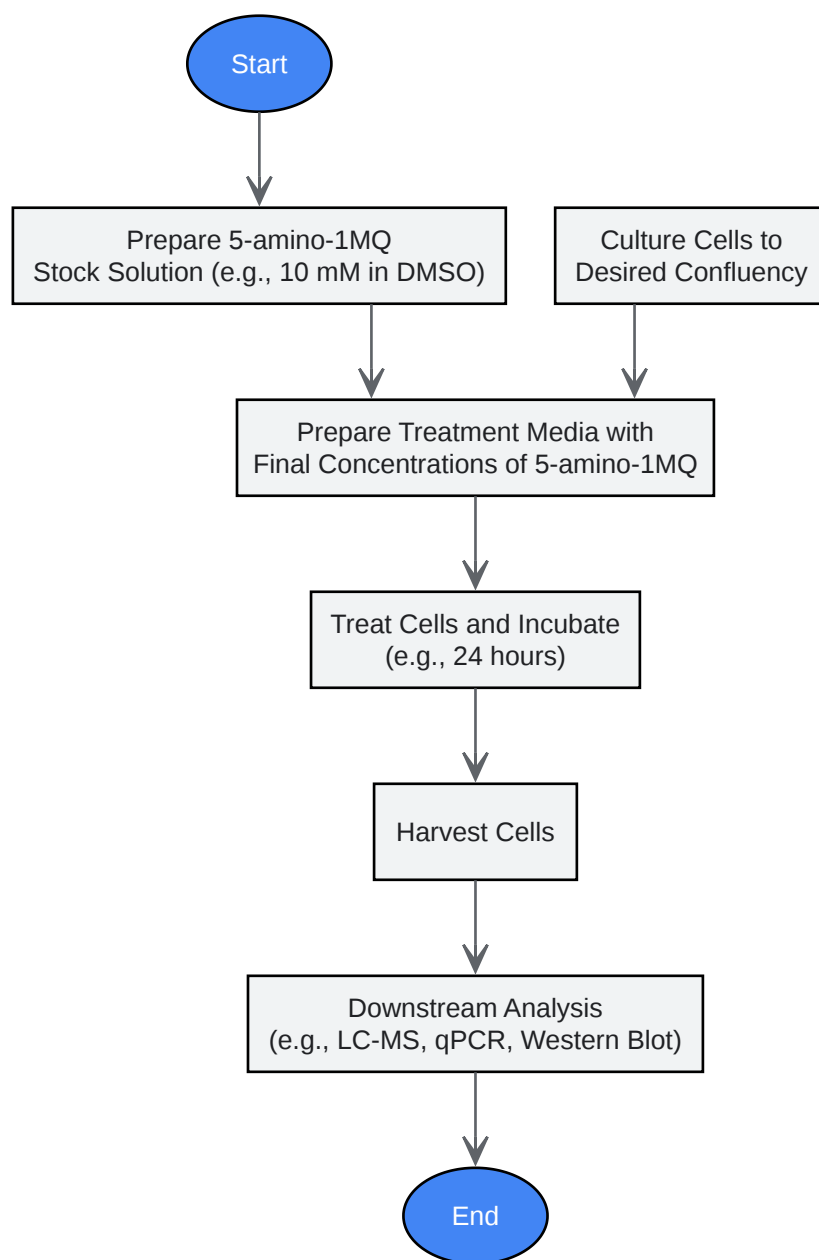 Start
Prepare 5-amino-1MQ
Stock Solution (e.g., 10 mM in DMSO)
Culture Cells to
Desired Confluency
Prepare Treatment Media with
Final Concentrations of 5-amino-1MQ
Treat Cells and Incubate
(e.g., 24 hours)
Harvest Cells
Downstream Analysis
(e.g., LC-MS, qPCR, Western Blot)
End